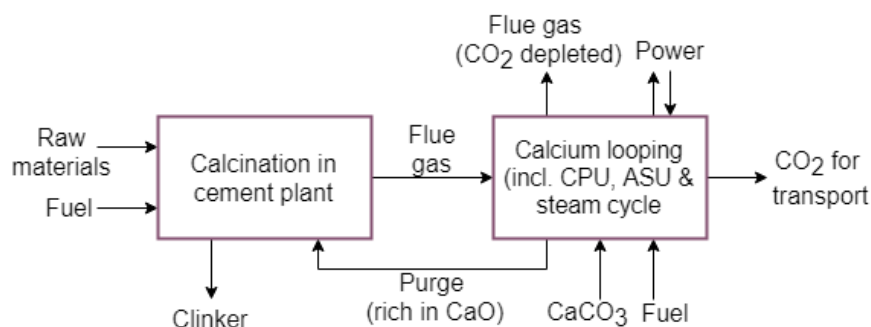 Flue gas
(CO2 depleted)
Power
Raw
materials
Fuel
Calcination in
cement plant
Flue
gas
Calcium looping
(incl. CPU, ASU &
steam cycle
CO2 for
transport
Clinker
Purge
(rich in CaO)
CaCO3
Fuel